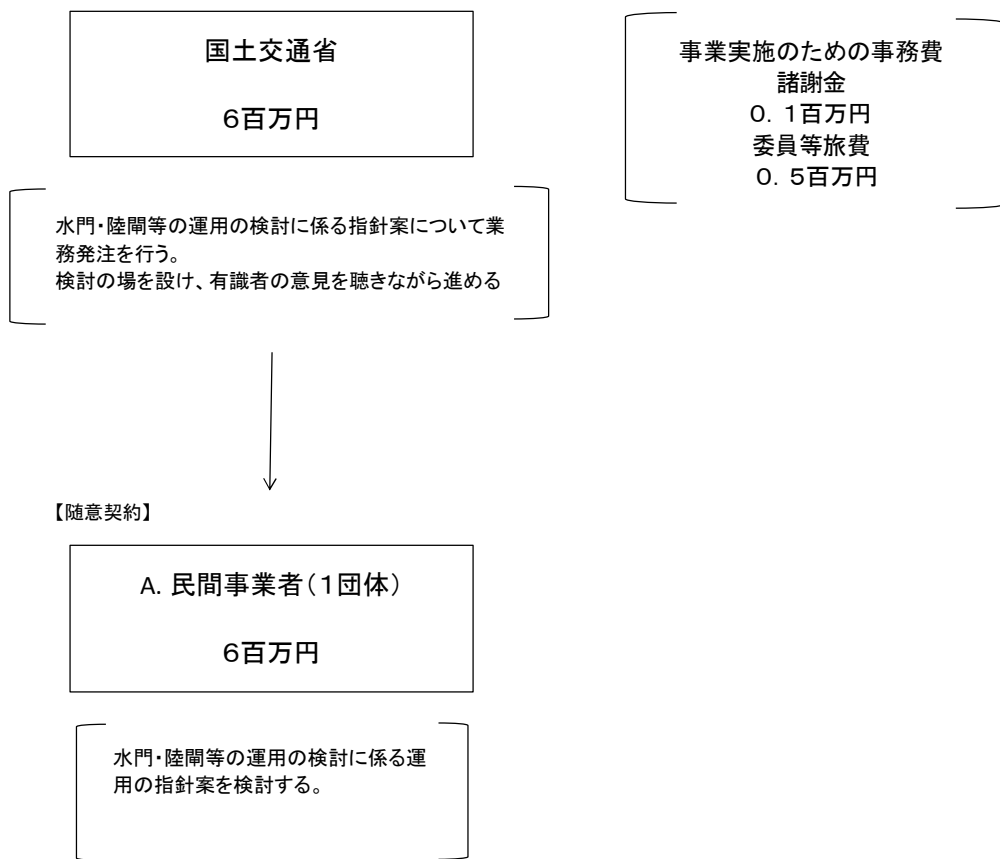 国土交通省
6百万円
事業実施のための事務費
諸謝金
0．1百万円
委員等旅費
0．5百万円
水門・陸閘等の運用の検討に係る指針案について業
務発注を行う。
検討の場を設け、有識者の意見を聴きながら進める
【随意契約】
A. 民間事業者（１団体）
6百万円
水門・陸閘等の運用の検討に係る運
用の指針案を検討する。